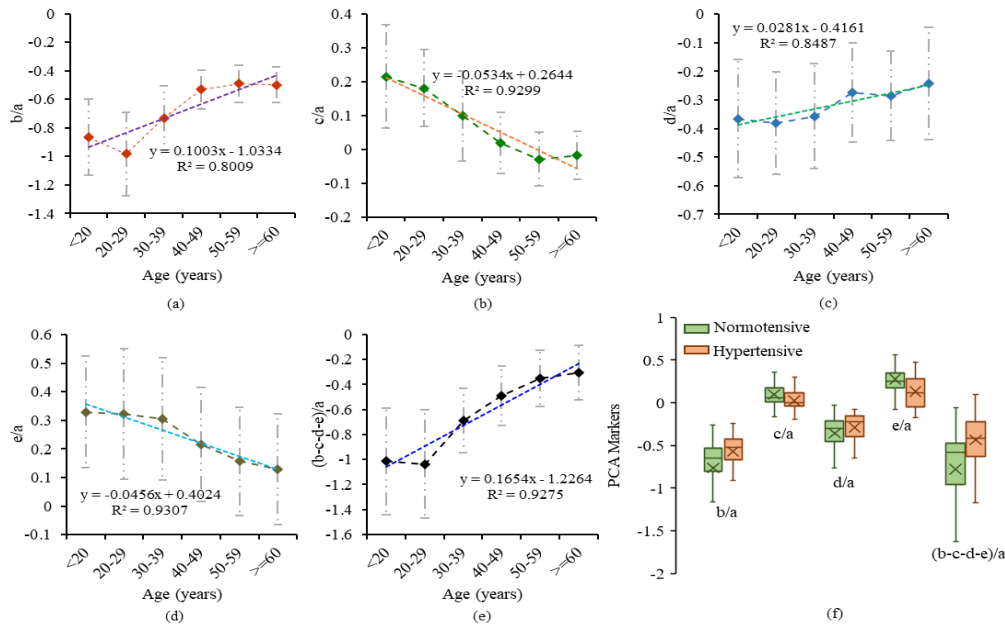 0
-0.2
-0.4
-0.6
-0.8
-1
-1.2
-1.4
b/a
y = 0.1003x - 1.0334
R² = 0.8009
<20
20-29
30-39
40-49
50-59
>=60
Age (years)
(a)
0.4
0.3
0.2
0.1
0
-0.1
-0.2
c/a
y = -0.0534x + 0.2644
R² = 0.9299
<20
20-29
30-39
40-49
50-59
>=60
Age (years)
(b)
0
-0.1
-0.2
-0.3
-0.4
-0.5
-0.6
-0.7
d/a
y = 0.0281x - 0.4161
R² = 0.8487
<20
20-29
30-39
40-49
50-59
>=60
Age (years)
(c)
0.6
0.5
0.4
0.3
0.2
0.1
0
-0.1
e/a
y = -0.0456x + 0.4024
R² = 0.9307
<20
20-29
30-39
40-49
50-59
>=60
Age (years)
(d)
0
-0.2
-0.4
-0.6
-0.8
-1
-1.2
-1.4
-1.6
(b-c-d-e)/a
y = 0.1654x - 1.2264
R² = 0.9275
<20
20-29
30-39
40-49
50-59
>=60
Age (years)
(e)
1
0.5
0
-0.5
-1
-1.5
-2
PCA Markers
Normotensive
Hypertensive
b/a
c/a
d/a
e/a
(b-c-d-e)/a
(f)